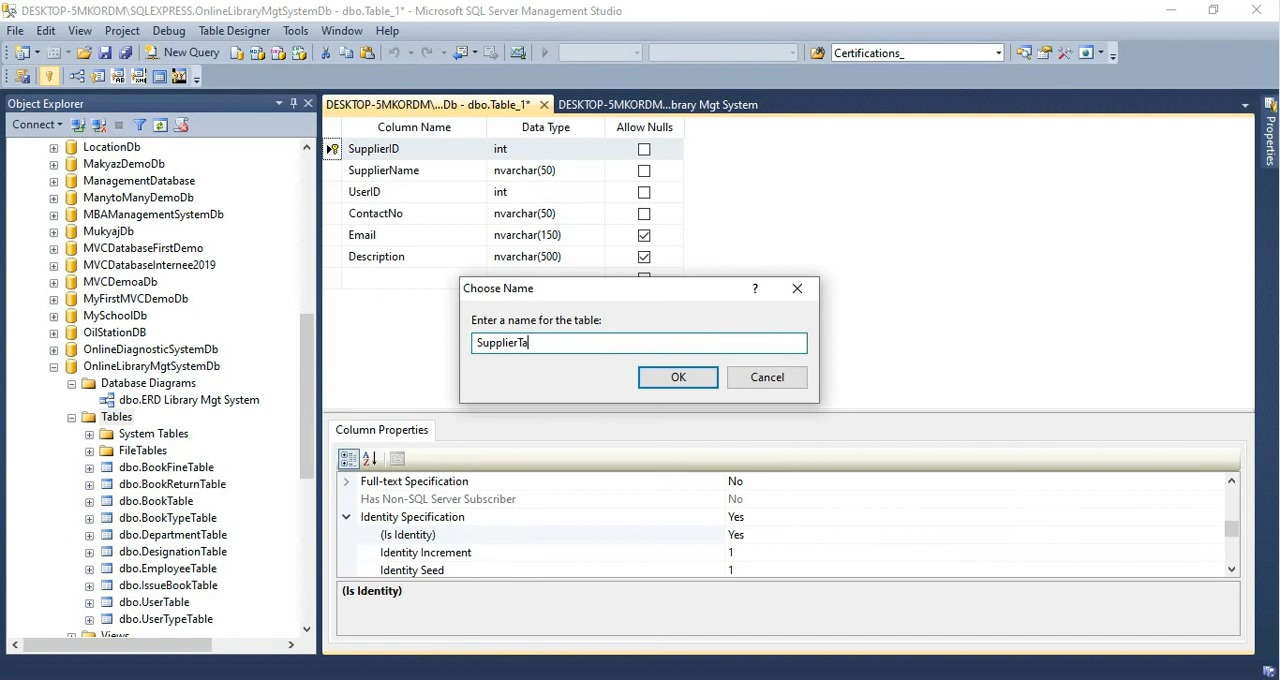 DESKTOP-5MKORDM\SQLEXPRESS.OnlineLibraryMgtSystemDb - dbo.Table_1* - Microsoft SQL Server Management Studio
File Edit View Project Debug Table Designer Tools Window Help
New Query Certifications_
Object Explorer
DESKTOP-5MKORDM\...Db - dbo.Table_1* DESKTOP-5MKORDM...brary Mgt System
Connect
Properties
Column Name Data Type Allow Nulls
SupplierID int
SupplierName nvarchar(50)
UserID int
ContactNo nvarchar(50)
Email nvarchar(150)
Description nvarchar(500)
LocationDb
MakyazDemoDb
ManagementDatabase
ManytoManyDemoDb
MBAManagementSystemDb
MukyajDb
MVCDatabaseFirstDemo
MVCDatabaseInternee2019
MVCDemoaDb
MyFirstMVCDemoDb
MySchoolDb
OilStationDB
OnlineDiagnosticSystemDb
OnlineLibraryMgtSystemDb
Database Diagrams
dbo.ERD Library Mgt System
Tables
System Tables
FileTables
dbo.BookFineTable
dbo.BookReturnTable
dbo.BookTable
dbo.BookTypeTable
dbo.DepartmentTable
dbo.DesignationTable
dbo.EmployeeTable
dbo.IssueBookTable
dbo.UserTable
dbo.UserTypeTable
Views
Choose Name ?
Enter a name for the table:
SupplierTa
OK Cancel
Column Properties
Full-text Specification No
Has Non-SQL Server Subscriber No
Identity Specification Yes
(Is Identity) Yes
Identity Increment 1
Identity Seed 1
(Is Identity)